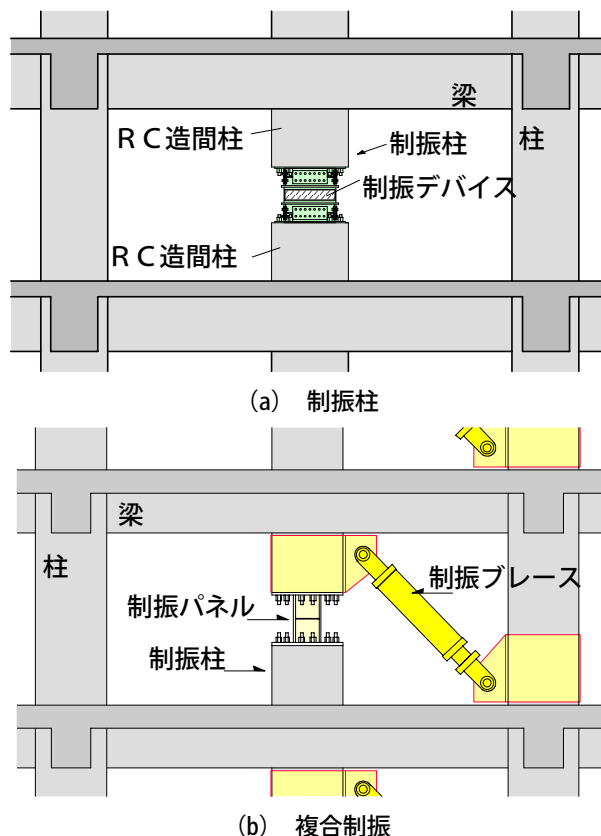 梁
ＲＣ造間柱
柱
制振柱
制振デバイス
ＲＣ造間柱
(a) 制振柱
梁
柱
制振ブレース
制振パネル
制振柱
(b) 複合制振